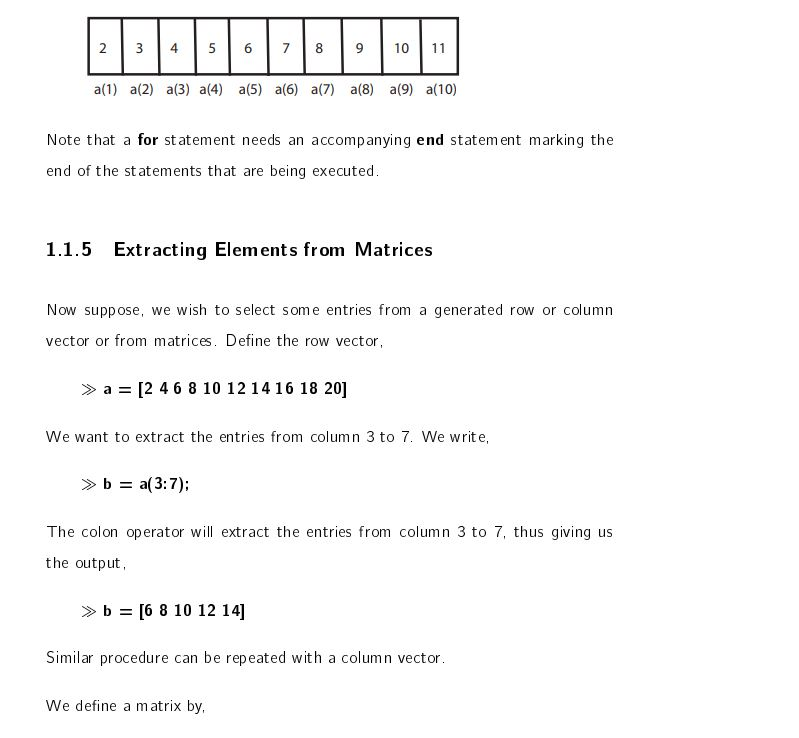 2 3 4 5 6 7 8 9 10 11
a(1) a(2) a(3) a(4) a(5) a(6) a(7) a(8) a(9) a(10)
Note that a for statement needs an accompanying end statement marking the
end of the statements that are being executed.
1.1.5 Extracting Elements from Matrices
Now suppose, we wish to select some entries from a generated row or column
vector or from matrices. Define the row vector,
≫ a = [2 4 6 8 10 12 14 16 18 20]
We want to extract the entries from column 3 to 7. We write,
≫ b = a(3:7);
The colon operator will extract the entries from column 3 to 7, thus giving us
the output,
≫ b = [6 8 10 12 14]
Similar procedure can be repeated with a column vector.
We define a matrix by,